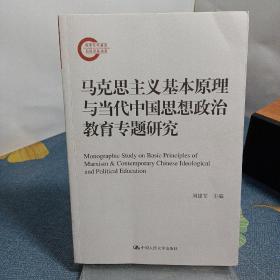 马克思主义基本原理
与当代中国思想政治
教育专题研究
Monographic Study on Basic Principles of
Marxism & Contemporary Chinese Ideological
and Political Education
主编
中国人民大学出版社